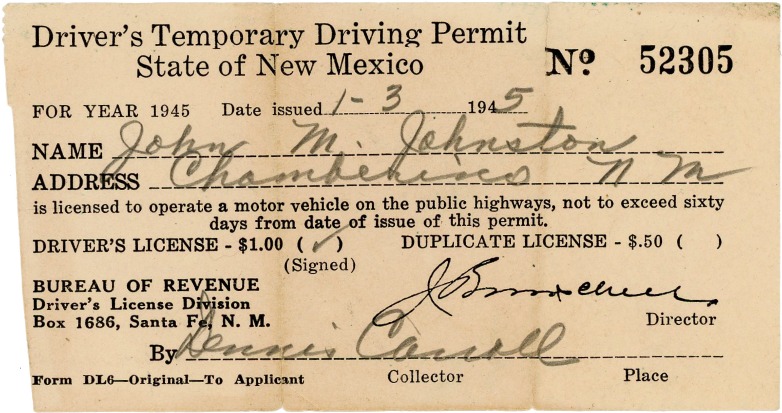 Driver's Temporary Driving Permit
State of New Mexico
Nº 52305
FOR YEAR 1945 Date issued 1-3 1945
NAME John M. Johnston
ADDRESS Chamberino N M
is licensed to operate a motor vehicle on the public highways, not to exceed sixty
days from date of issue of this permit.
DRIVER'S LICENSE - $1.00 ( ✓ ) DUPLICATE LICENSE - $.50 ( )
(Signed)
BUREAU OF REVENUE
Driver's License Division
Box 1686, Santa Fe, N. M.
Director
By Dennis Carroll
Form DL6—Original—To Applicant Collector Place